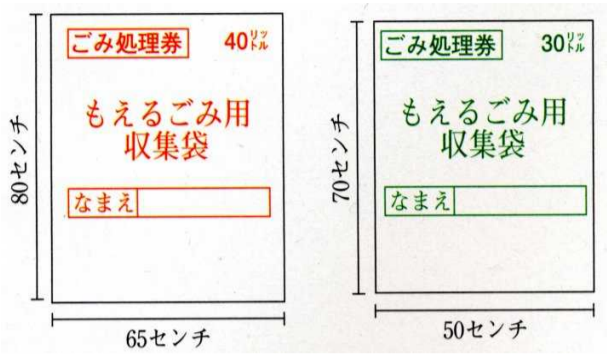 ごみ処理券 40リットル
もえるごみ用
収集袋
なまえ
80センチ
65センチ
ごみ処理券 30リットル
もえるごみ用
収集袋
なまえ
70センチ
50センチ